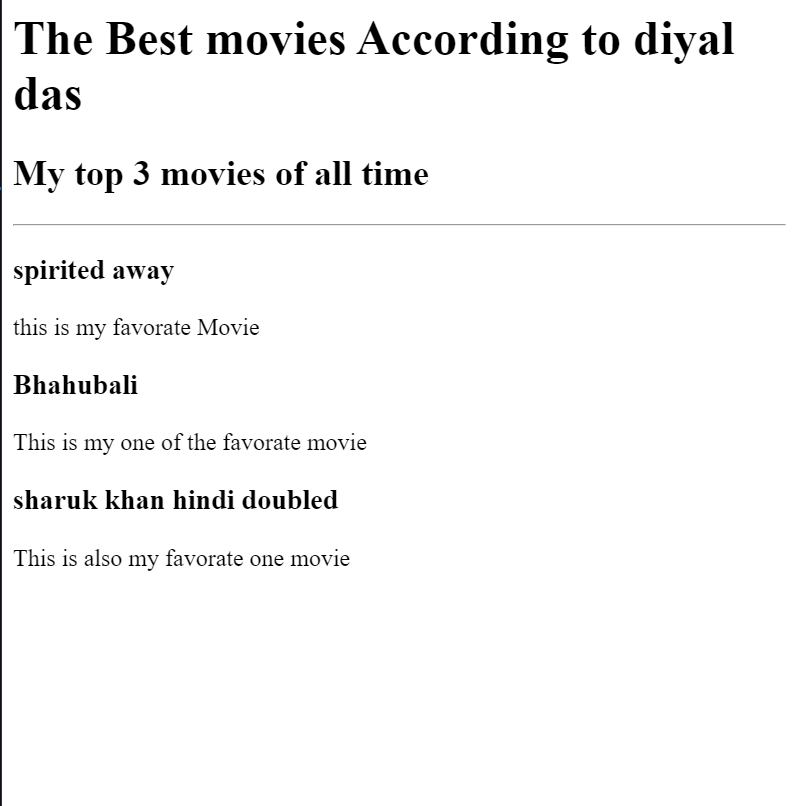 The Best movies According to diyal
das
My top 3 movies of all time
spirited away
this is my favorate Movie
Bhahubali
This is my one of the favorate movie
sharuk khan hindi doubled
This is also my favorate one movie